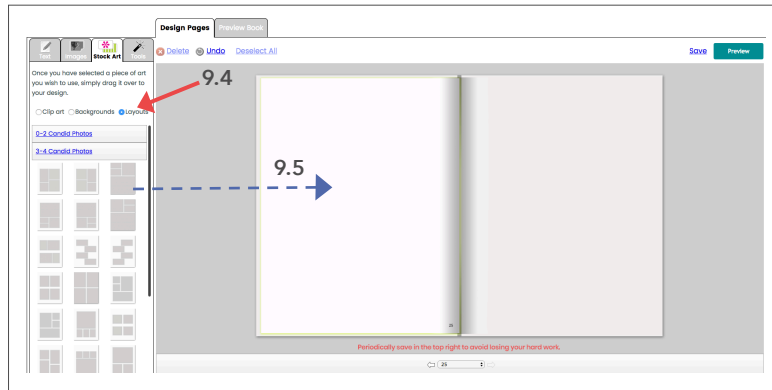 Design Pages Preview Book
Text Images Stock Art Tools
Delete Undo Deselect All Save Preview
Once you have selected a piece of art
you wish to use, simply drag it over to
your design.
9.4
Clip art Backgrounds Layouts
0-2 Candid Photos
3-4 Candid Photos
9.5
25
Periodically save in the top right to avoid losing your hard work.
25